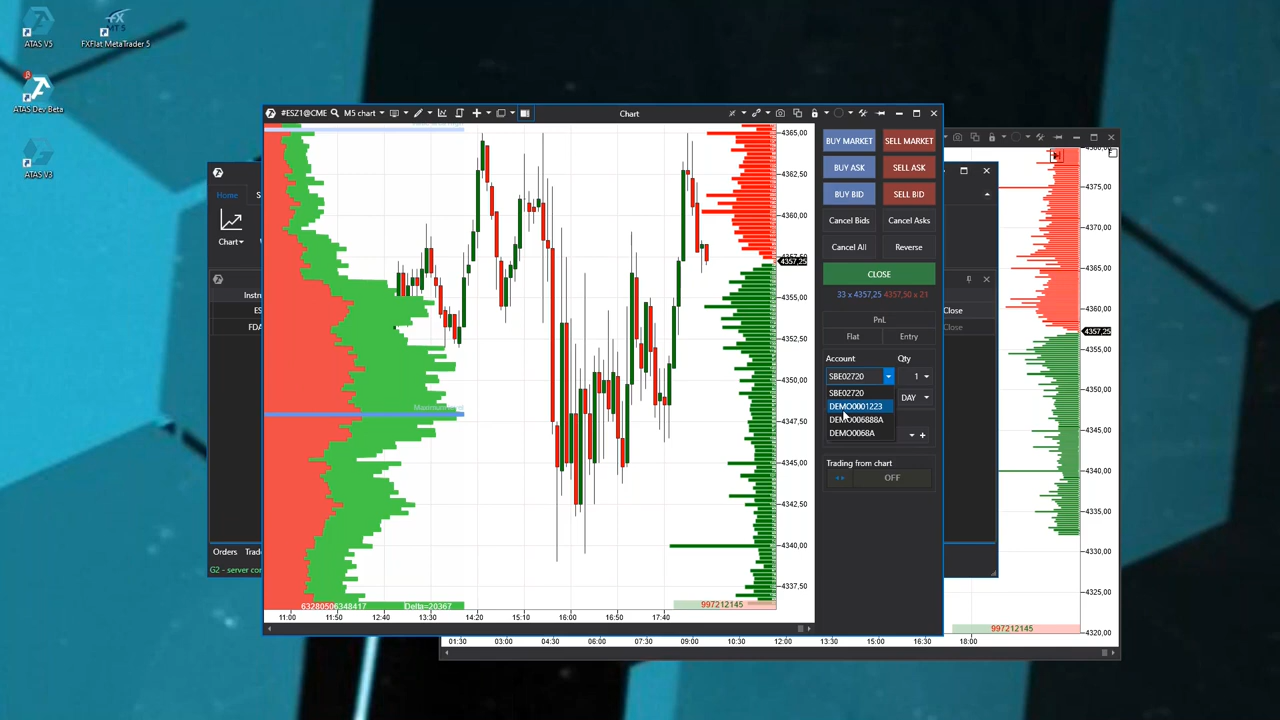 ATAS V5
FXFlat MetaTrader 5
ATAS Dev Beta
ATAS V3
#ESZ1@CME M5 chart
Chart
BUY MARKET SELL MARKET
BUY ASK SELL ASK
BUY BID SELL BID
Cancel Bids Cancel Asks
Cancel All Reverse
CLOSE
33 x 4357,25 4357,50 x 21
PnL
Flat Entry
Account Qty
SBE02720 1
SBE02720
DEMO0001223 DAY
DEMO006888A
DEMO0068A
Trading from chart
OFF
4365,00
4362,50
4360,00
4357,25
4355,00
4352,50
4350,00
4347,50
4345,00
4342,50
4340,00
4337,50
Delta=20367
997212145
11:00 11:50 12:40 13:30 14:20 15:10 16:00 16:50 17:40
Home
Chart
Instru
ES
FDA
Close
Close
Orders Trad
G2 - server con
4375,00
4370,00
4365,00
4360,00
4357,25
4355,00
4350,00
4345,00
4340,00
4335,00
4330,00
4325,00
4320,00
997212145
01:30 03:00 04:30 06:00 07:30 09:00 10:30 12:00 13:30 15:00 16:30 18:00